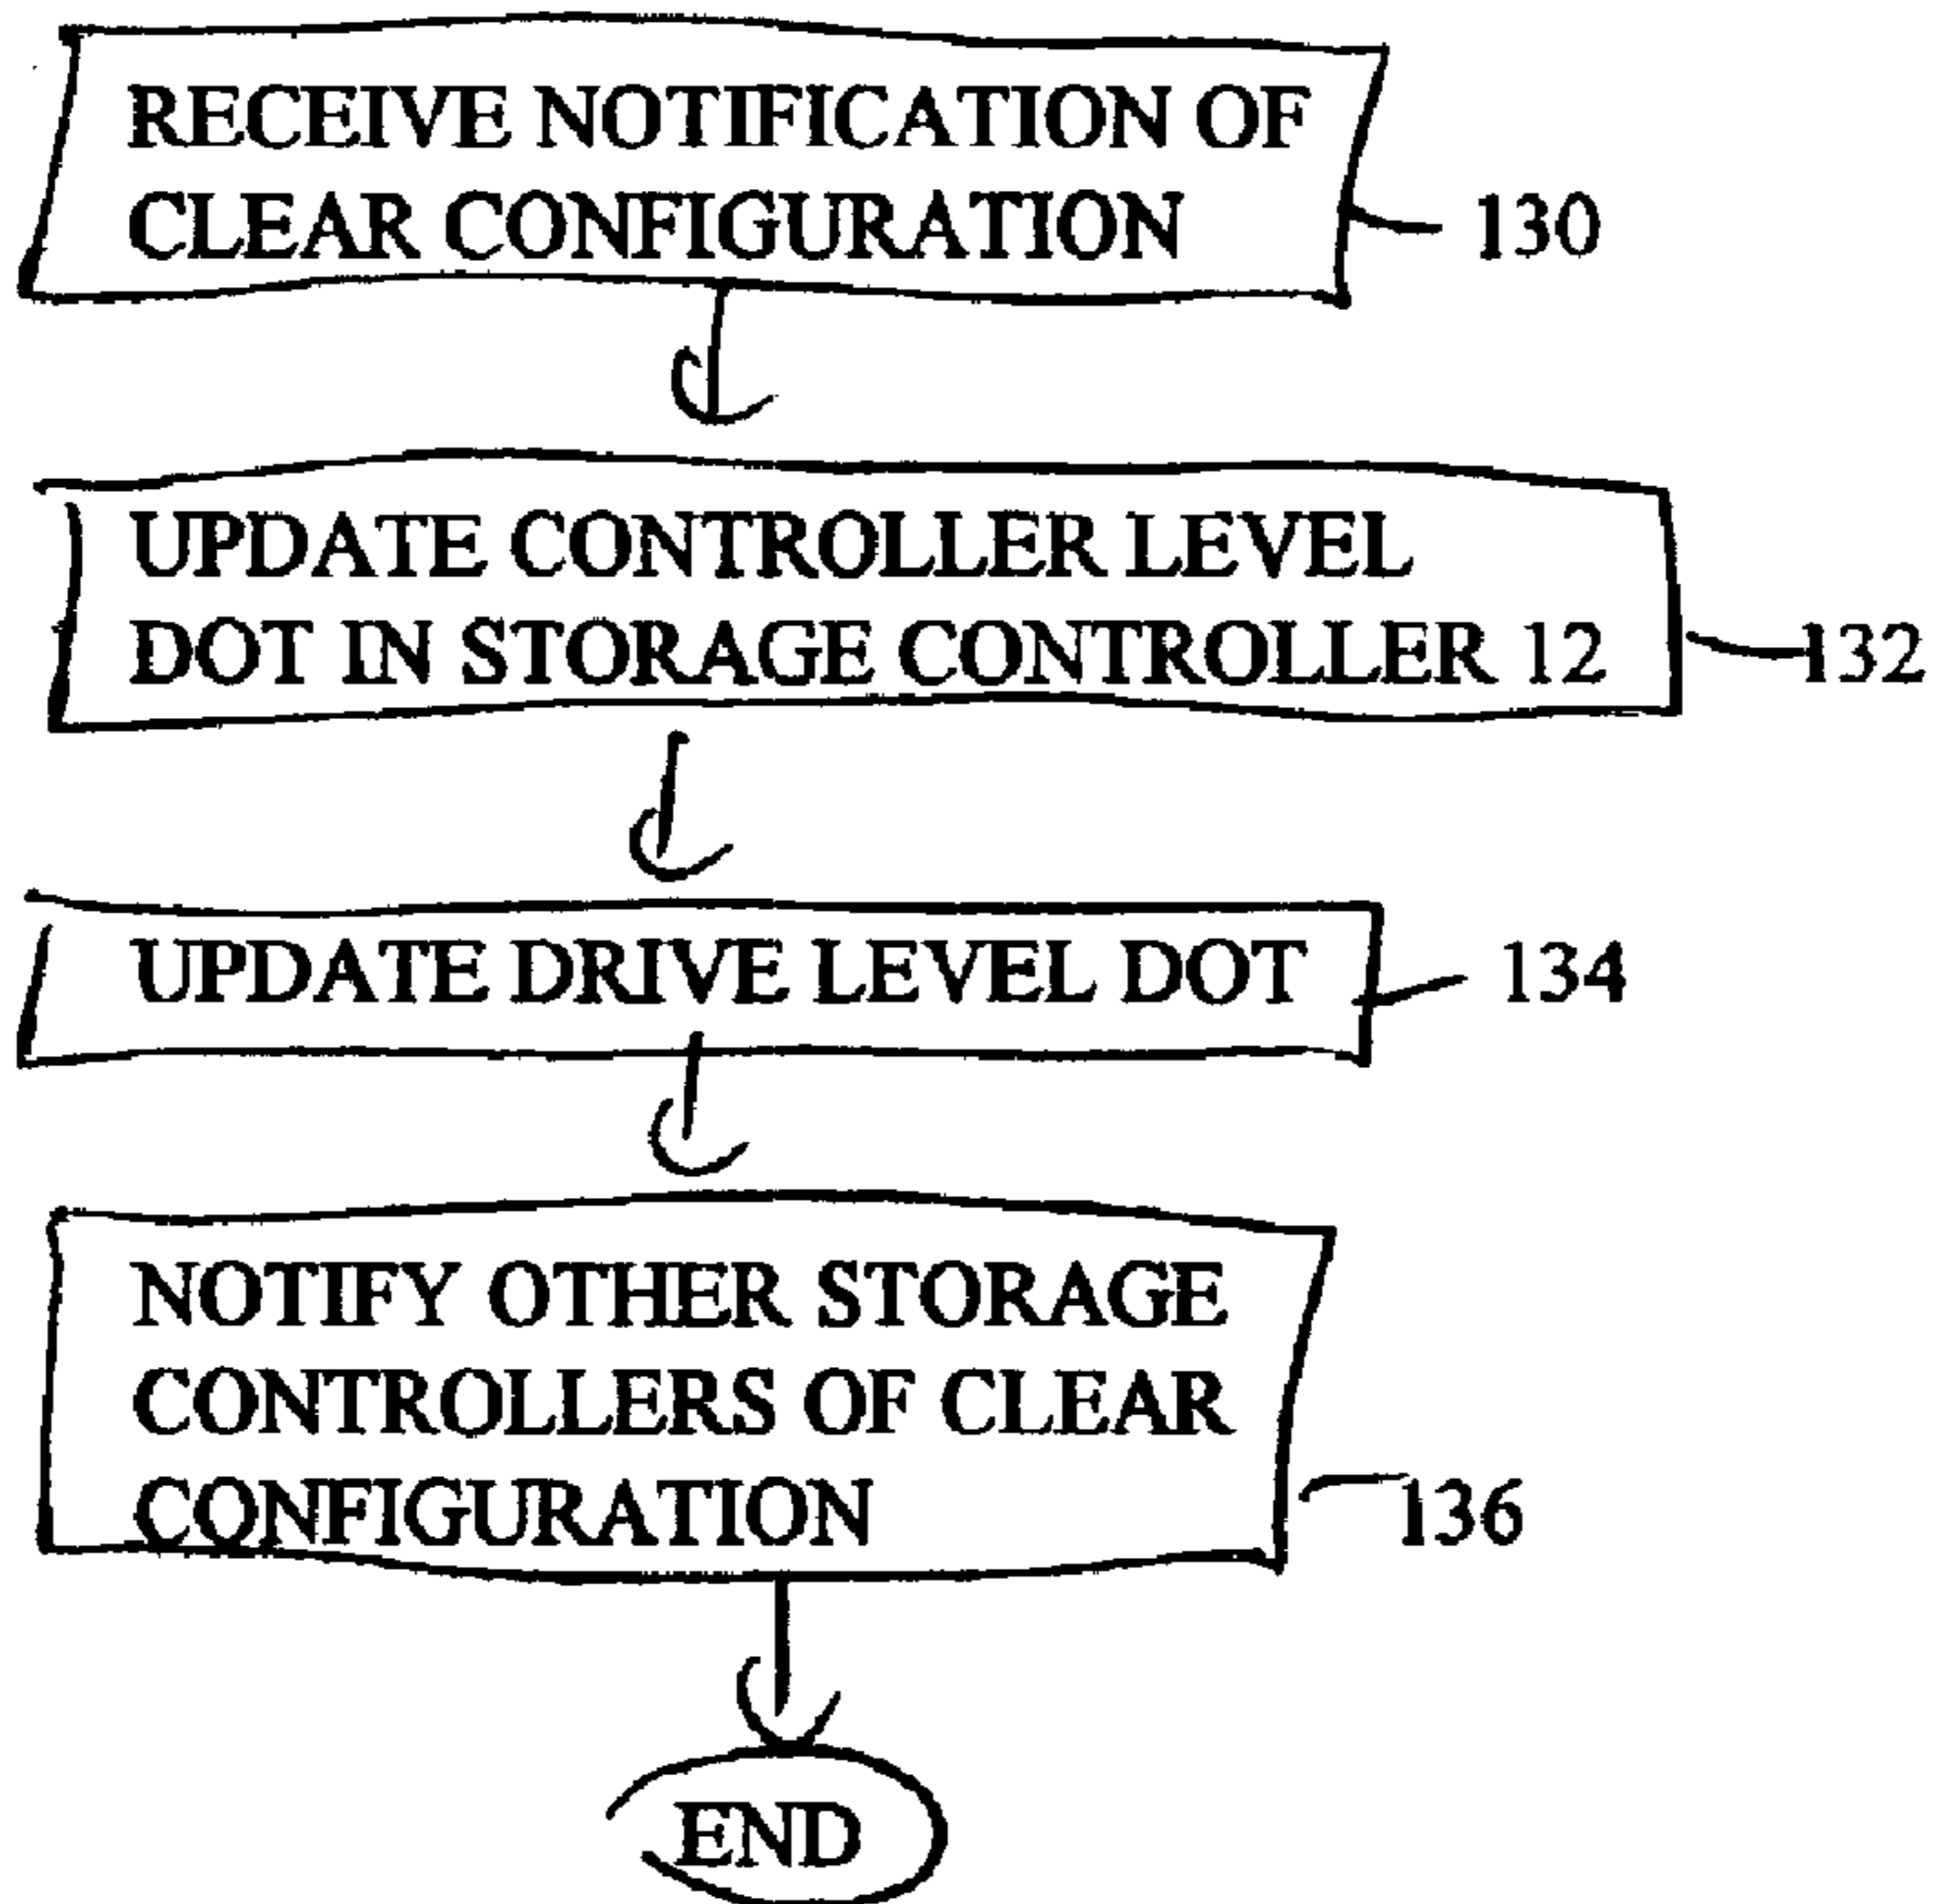 RECEIVE NOTIFICATION OF
CLEAR CONFIGURATION
130
UPDATE CONTROLLER LEVEL
DOT IN STORAGE CONTROLLER 12
132
UPDATE DRIVE LEVEL DOT
134
NOTIFY OTHER STORAGE
CONTROLLERS OF CLEAR
CONFIGURATION
136
END